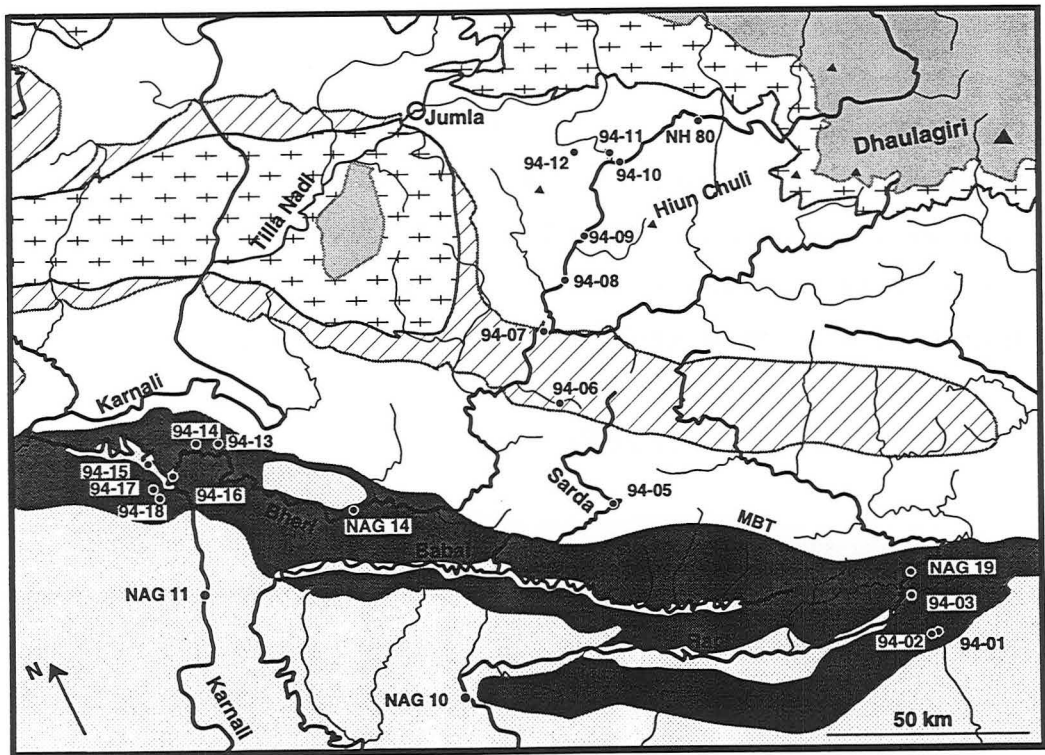 Jumla
94-11
NH 80
Dhaulagiri
94-12
94-10
Tilla Nadi
Hiun Chuli
94-09
94-08
94-07
94-06
Karnali
94-14
94-13
94-15
94-17
94-16
94-18
Bheri
NAG 14
Sarda
94-05
MBT
Babai
NAG 19
NAG 11
94-03
Rapti
94-02
94-01
N
Karnali
NAG 10
50 km